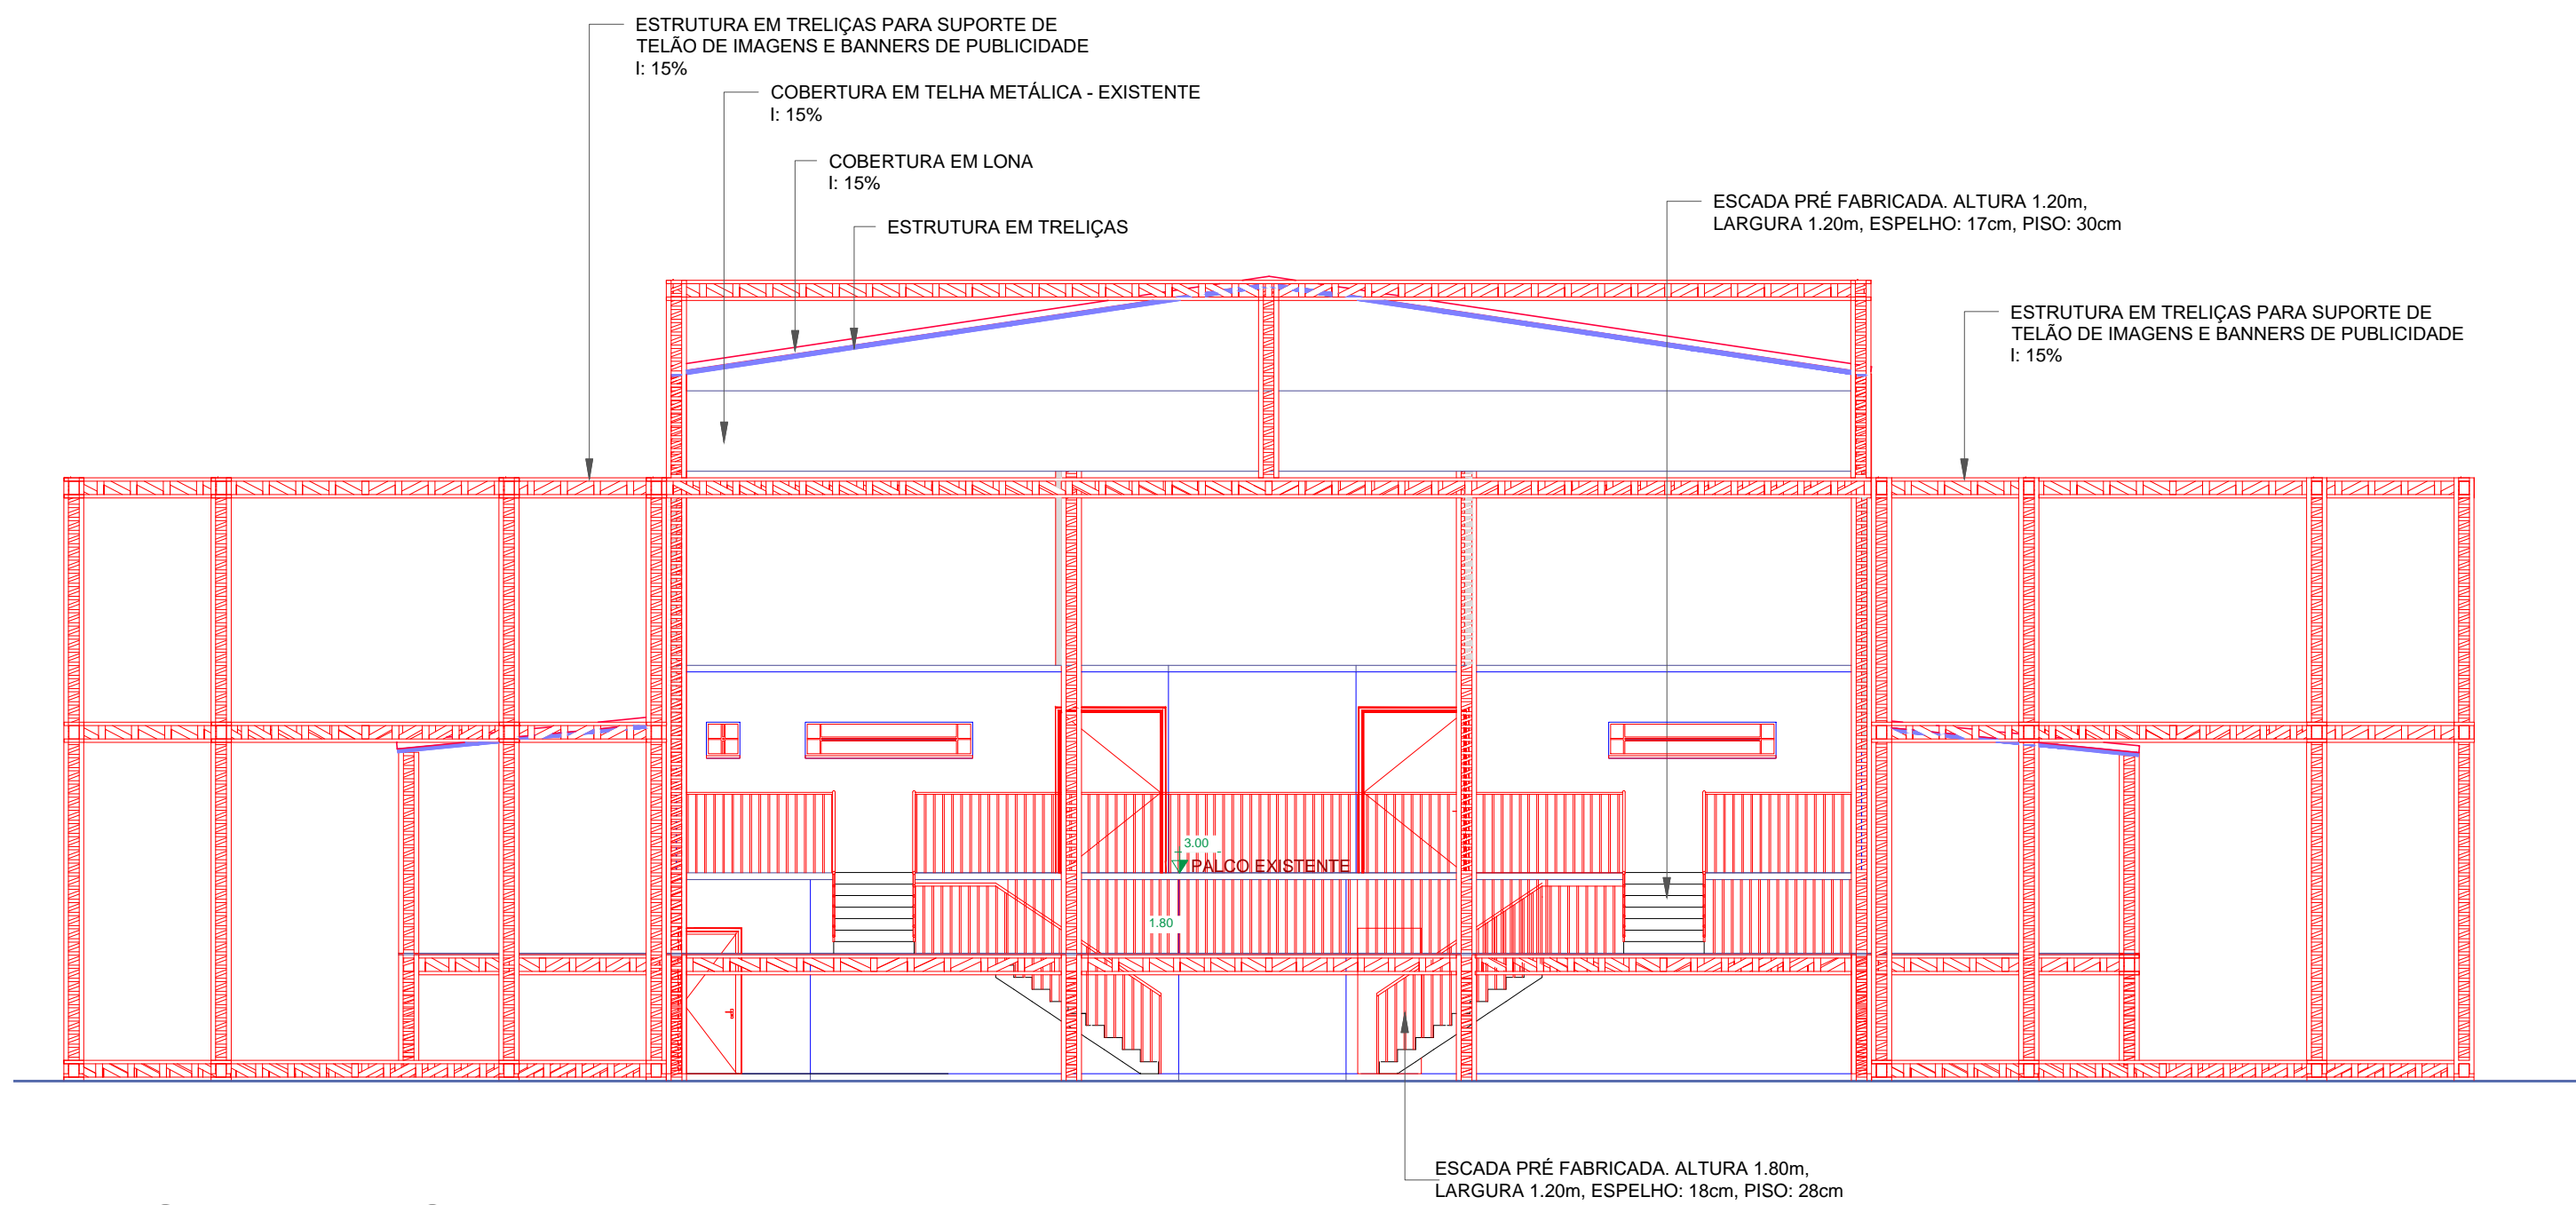 ESTRUTURA EM TRELIÇAS PARA SUPORTE DE
TELÃO DE IMAGENS E BANNERS DE PUBLICIDADE
I: 15%
COBERTURA EM TELHA METÁLICA - EXISTENTE
I: 15%
COBERTURA EM LONA
I: 15%
ESTRUTURA EM TRELIÇAS
ESCADA PRÉ FABRICADA. ALTURA 1.20m,
LARGURA 1.20m, ESPELHO: 17cm, PISO: 30cm
ESTRUTURA EM TRELIÇAS PARA SUPORTE DE
TELÃO DE IMAGENS E BANNERS DE PUBLICIDADE
I: 15%
3.00
PALCO EXISTENTE
1.80
ESCADA PRÉ FABRICADA. ALTURA 1.80m,
LARGURA 1.20m, ESPELHO: 18cm, PISO: 28cm